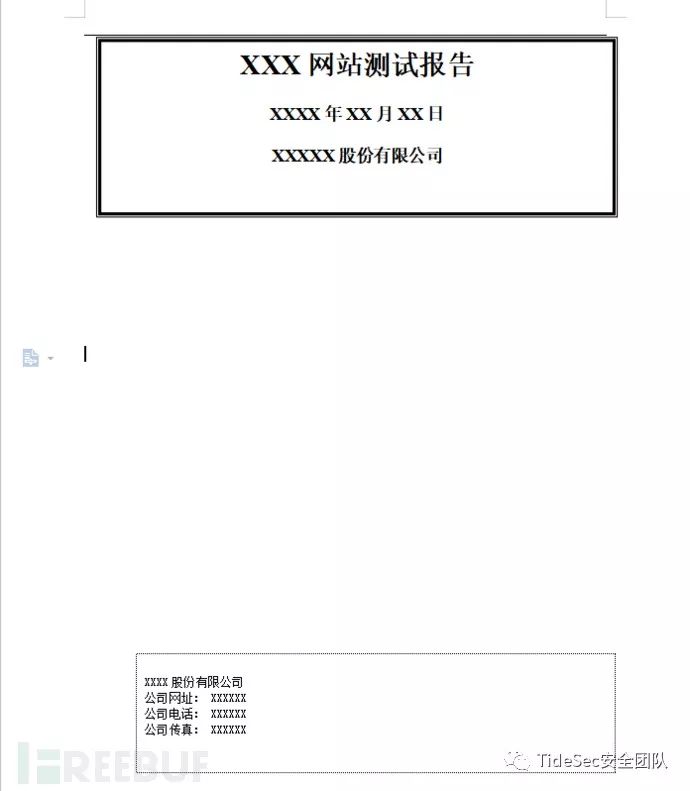 XXX 网站测试报告
XXXX 年 XX 月 XX 日
XXXXX 股份有限公司
XXXX 股份有限公司
公司网址： XXXXXX
公司电话： XXXXXX
公司传真： XXXXXX
FREEBUF
TideSec安全团队